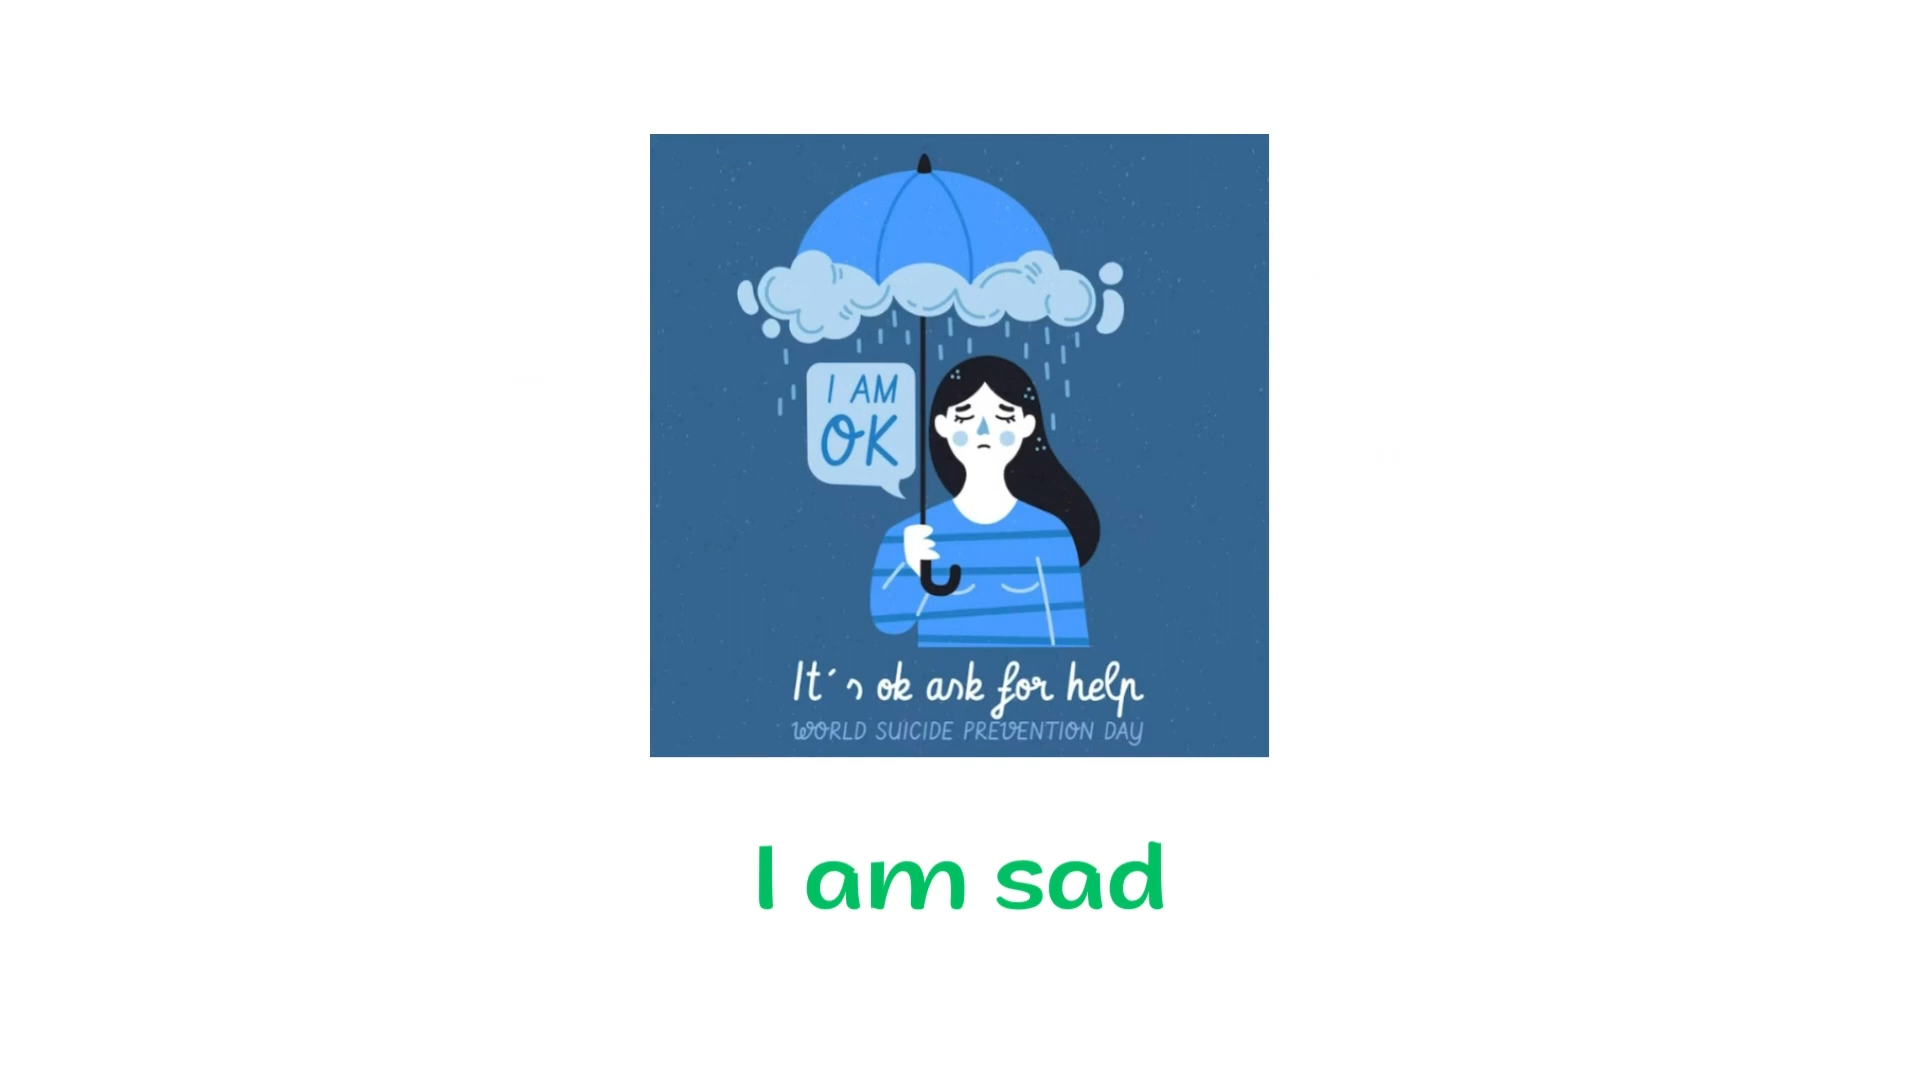 I AM
OK
It´s ok ask for help
WORLD SUICIDE PREVENTION DAY
I am sad